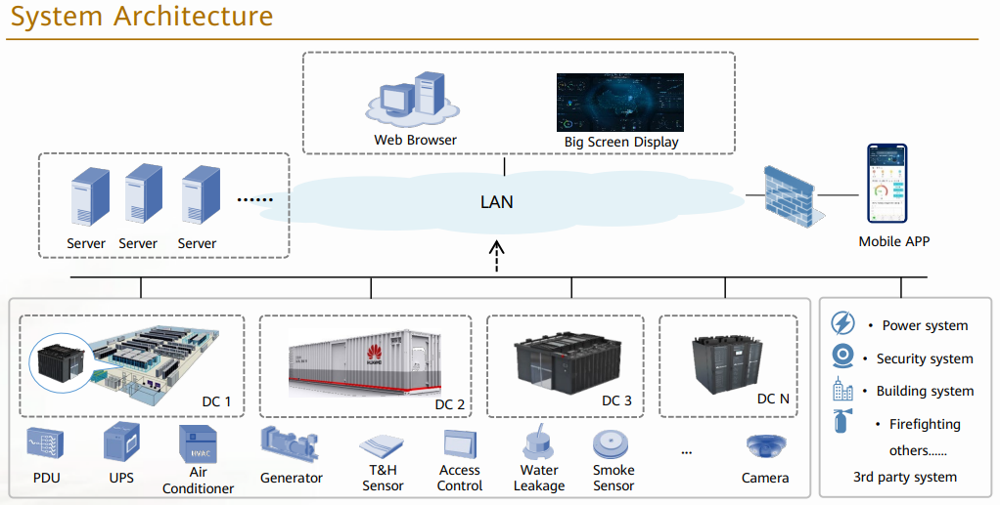 System Architecture
Web Browser
Big Screen Display
Server
Server
Server
......
LAN
Mobile APP
DC 1
HUAWEI
DC 2
DC 3
DC N
• Power system
• Security system
• Building system
• Firefighting
others......
3rd party system
PDU
UPS
HVAC
Air
Conditioner
Generator
T&H
Sensor
Access
Control
Water
Leakage
Smoke
Sensor
...
Camera